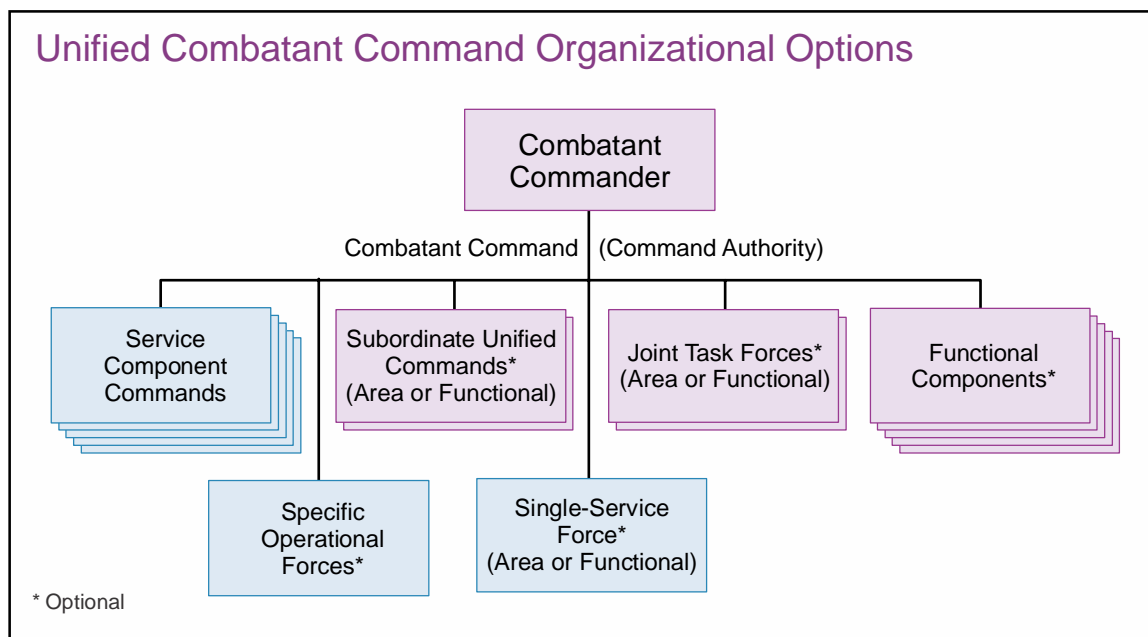 Unified Combatant Command Organizational Options
Combatant
Commander
Combatant Command (Command Authority)
Service
Component
Commands
Subordinate Unified
Commands*
(Area or Functional)
Joint Task Forces*
(Area or Functional)
Functional
Components*
Specific
Operational
Forces*
Single-Service
Force*
(Area or Functional)
* Optional